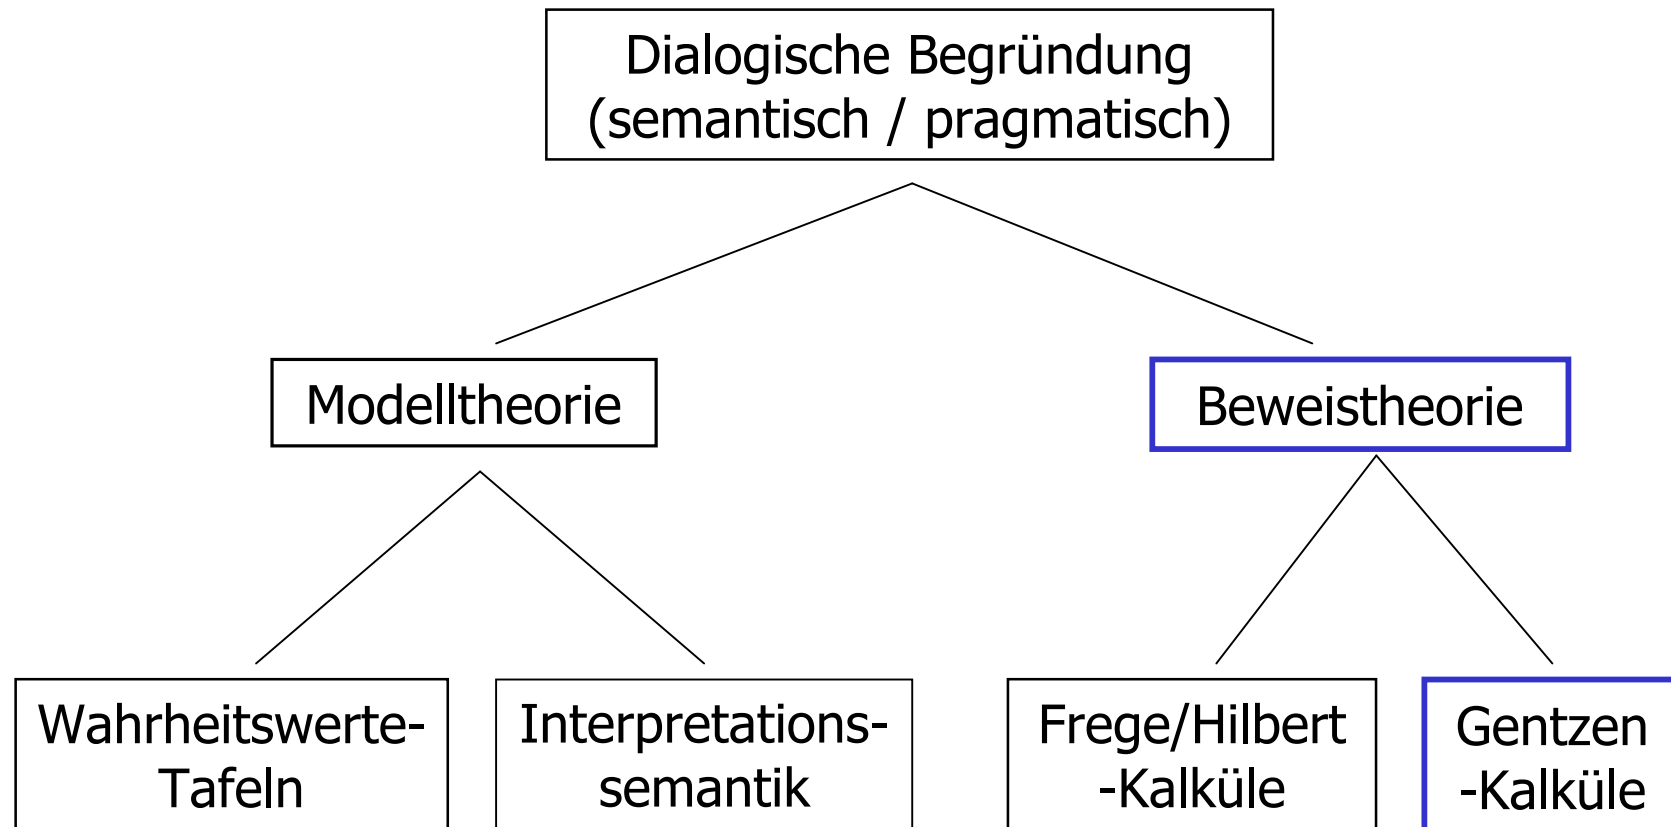 Dialogische Begründung
(semantisch / pragmatisch)
Modelltheorie
Beweistheorie
Wahrheitswerte-
Tafeln
Interpretations-
semantik
Frege/Hilbert
-Kalküle
Gentzen
-Kalküle